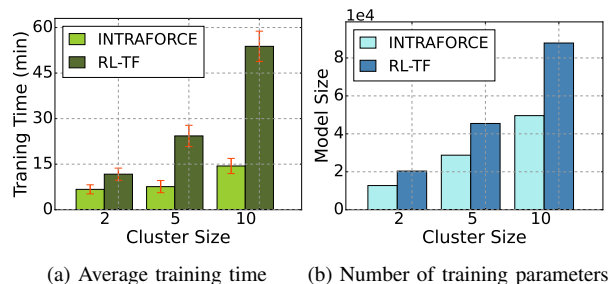 60
45
30
15
0
Traning Time (min)
INTRAFORCE
RL-TF
2 5 10
Cluster Size
(a) Average training time
1e4
8
6
4
2
0
Model Size
INTRAFORCE
RL-TF
2 5 10
Cluster Size
(b) Number of training parameters